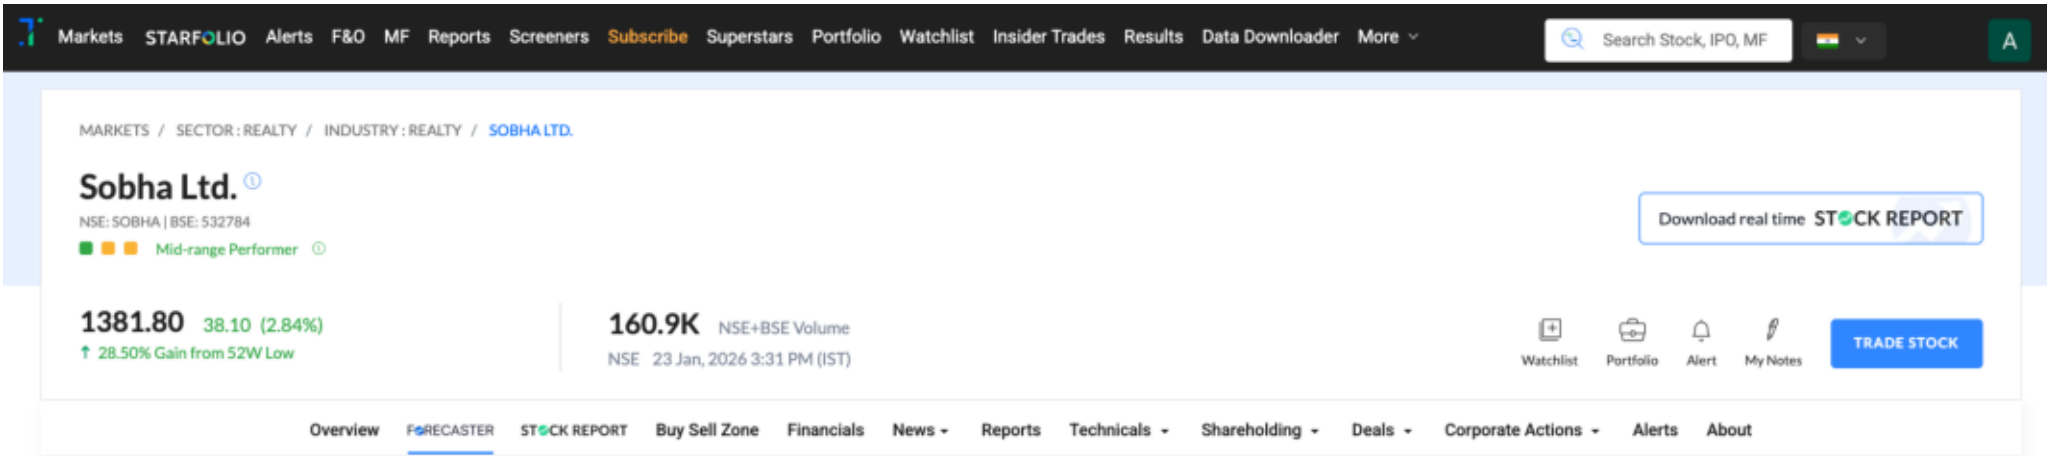 Markets STARFOLIO Alerts F&O MF Reports Screeners Subscribe Superstars Portfolio Watchlist Insider Trades Results Data Downloader More Search Stock, IPO, MF A
MARKETS / SECTOR : REALTY / INDUSTRY : REALTY / SOBHA LTD.
Sobha Ltd.
NSE: SOBHA | BSE: 532784
Mid-range Performer
Download real time STOCK REPORT
1381.80 38.10 (2.84%)
↑ 28.50% Gain from 52W Low
160.9K NSE+BSE Volume
NSE 23 Jan, 2026 3:31 PM (IST)
Watchlist Portfolio Alert My Notes
TRADE STOCK
Overview FORECASTER STOCK REPORT Buy Sell Zone Financials News Reports Technicals Shareholding Deals Corporate Actions Alerts About